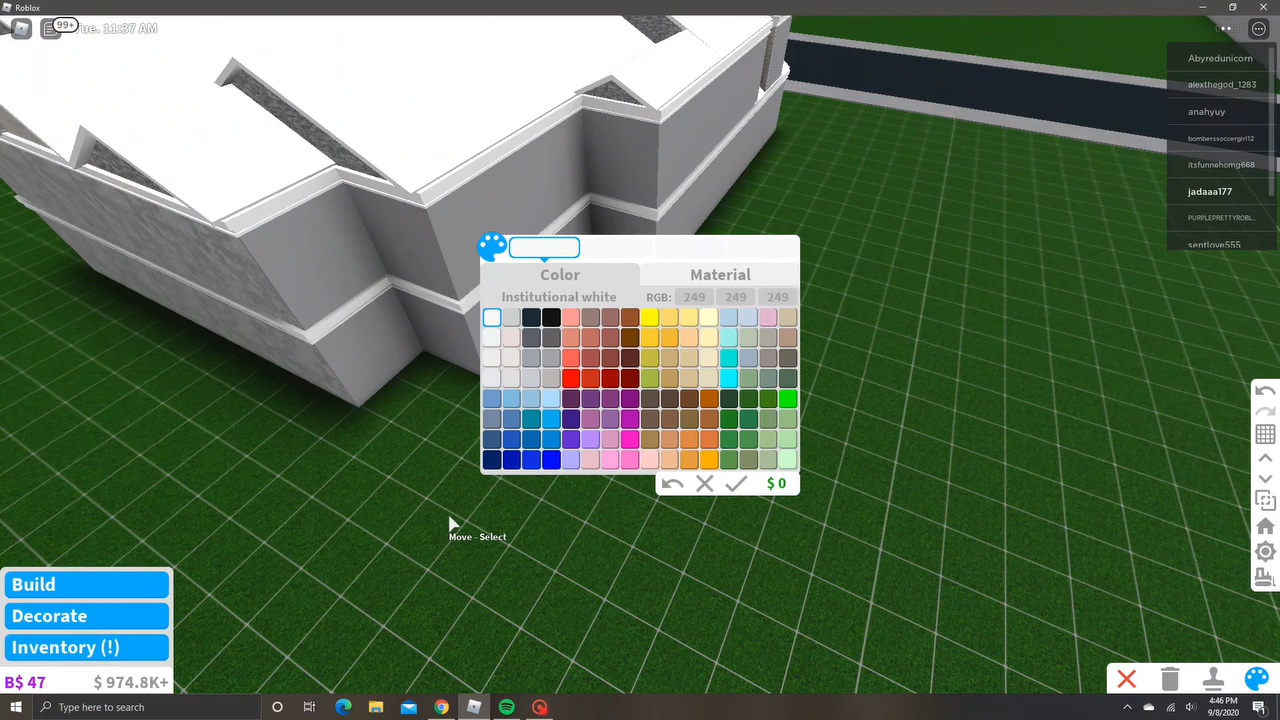 Roblox
99+
ue. 11:37 AM
Abyredunicorn
alexthegod_1283
anahyuy
bomberssoccergirl12
itsfunnehomg668
jadaaa177
PURPLEPRETTYROBL...
sentlove555
Color
Material
Institutional white
RGB: 249 249 249
$ 0
Move - Select
Build
Decorate
Inventory (!)
B$ 47
$ 974.8K+
Type here to search
4:46 PM
9/8/2020